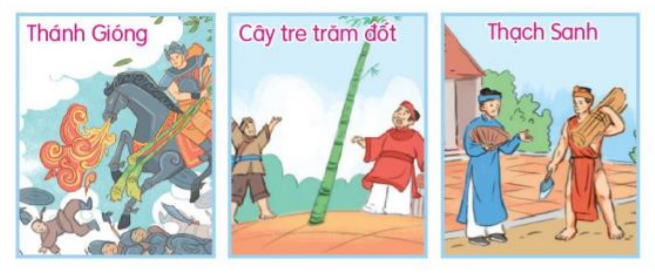 Thánh Gióng
Cây tre trăm đốt
Thạch Sanh